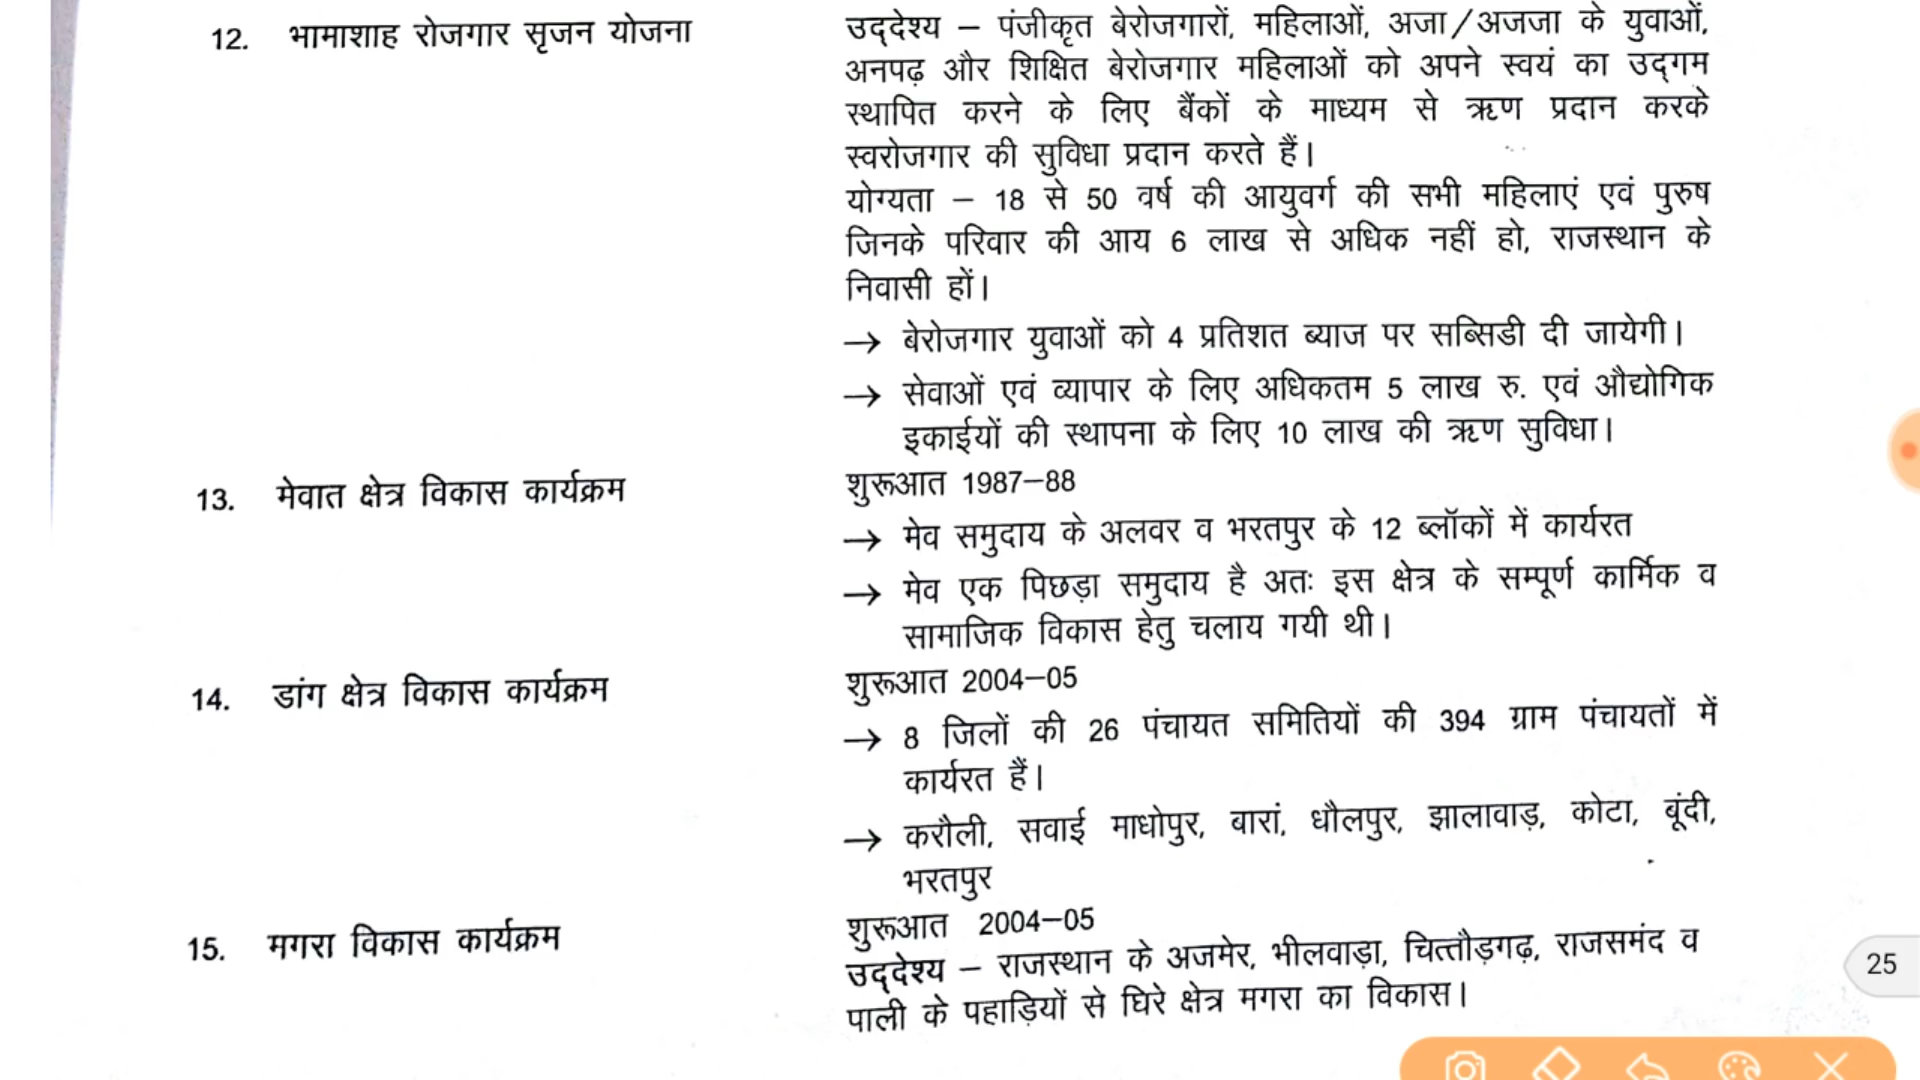 12. भामाशाह रोजगार सृजन योजना
उद्देश्य – पंजीकृत बेरोजगारों, महिलाओं, अजा/अजजा के युवाओं,
अनपढ़ और शिक्षित बेरोजगार महिलाओं को अपने स्वयं का उद्गम
स्थापित करने के लिए बैंकों के माध्यम से ऋण प्रदान करके
स्वरोजगार की सुविधा प्रदान करते हैं।
योग्यता – 18 से 50 वर्ष की आयुवर्ग की सभी महिलाएं एवं पुरुष
जिनके परिवार की आय 6 लाख से अधिक नहीं हो, राजस्थान के
निवासी हों।
→ बेरोजगार युवाओं को 4 प्रतिशत ब्याज पर सब्सिडी दी जायेगी।
→ सेवाओं एवं व्यापार के लिए अधिकतम 5 लाख रु. एवं औद्योगिक
इकाईयों की स्थापना के लिए 10 लाख की ऋण सुविधा।
13. मेवात क्षेत्र विकास कार्यक्रम
शुरूआत 1987–88
→ मेव समुदाय के अलवर व भरतपुर के 12 ब्लॉकों में कार्यरत
→ मेव एक पिछड़ा समुदाय है अतः इस क्षेत्र के सम्पूर्ण कार्मिक व
सामाजिक विकास हेतु चलाय गयी थी।
14. डांग क्षेत्र विकास कार्यक्रम
शुरूआत 2004–05
→ 8 जिलों की 26 पंचायत समितियों की 394 ग्राम पंचायतों में
कार्यरत हैं।
→ करौली, सवाई माधोपुर, बारां, धौलपुर, झालावाड़, कोटा, बूंदी,
भरतपुर
15. मगरा विकास कार्यक्रम
शुरूआत 2004–05
उद्देश्य – राजस्थान के अजमेर, भीलवाड़ा, चित्तौड़गढ़, राजसमंद व
पाली के पहाड़ियों से घिरे क्षेत्र मगरा का विकास।
25